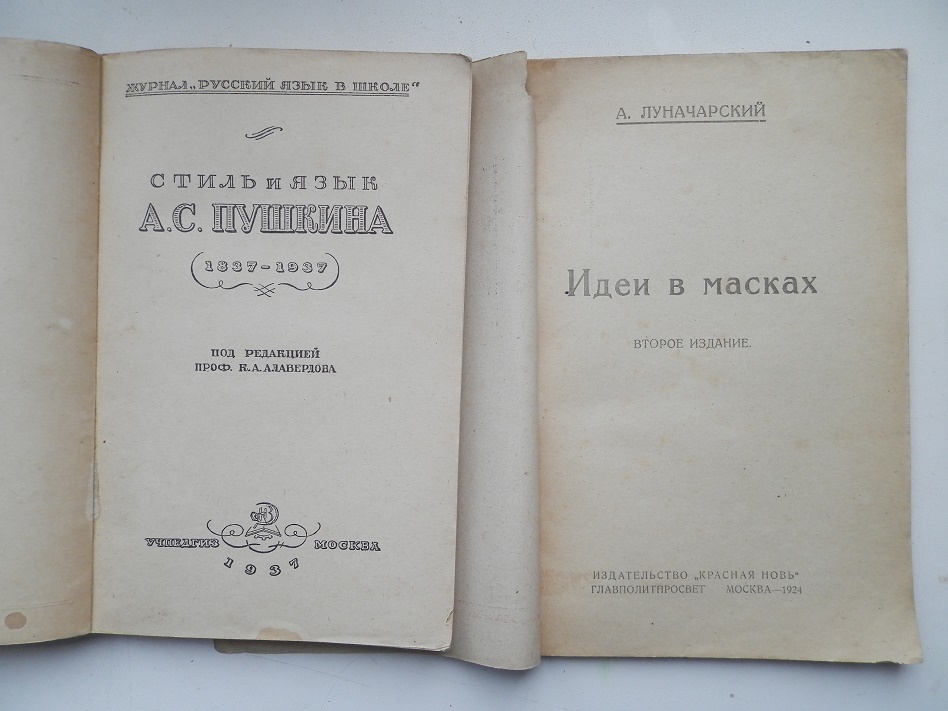 ЖУРНАЛ „РУССКИЙ ЯЗЫК В ШКОЛЕ“
СТИЛЬ и ЯЗЫК
А.С. ПУШКИНА
1837-1937
ПОД РЕДАКЦИЕЙ
ПРОФ. К.А. АЛАВЕРДОВА
УЧПЕДГИЗ МОСКВА
1937
А. ЛУНАЧАРСКИЙ
Идеи в масках
ВТОРОЕ ИЗДАНИЕ.
ИЗДАТЕЛЬСТВО „КРАСНАЯ НОВЬ“
ГЛАВПОЛИТПРОСВЕТ МОСКВА—1924